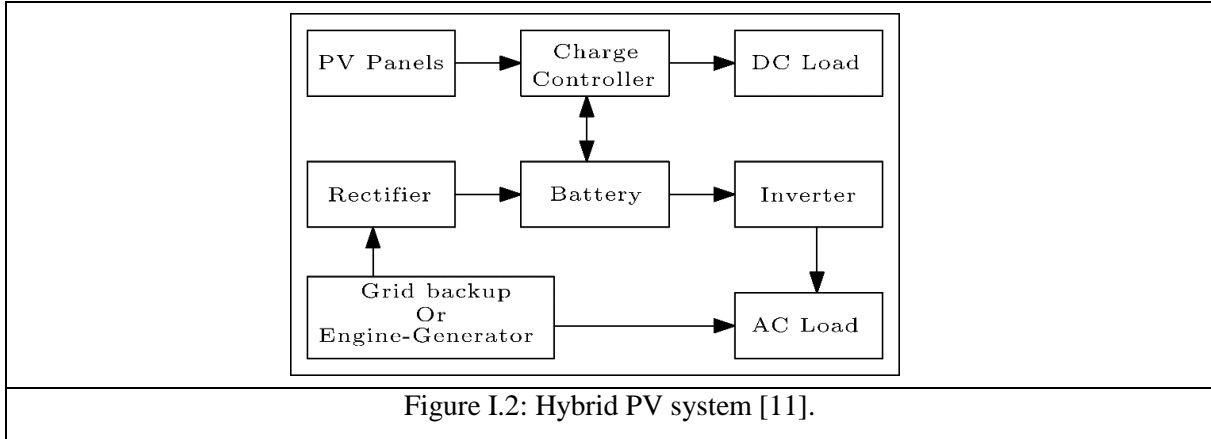 PV Panels
Charge
Controller
DC Load
Rectifier
Battery
Inverter
Grid backup
Or
Engine-Generator
AC Load
Figure I.2: Hybrid PV system [11].